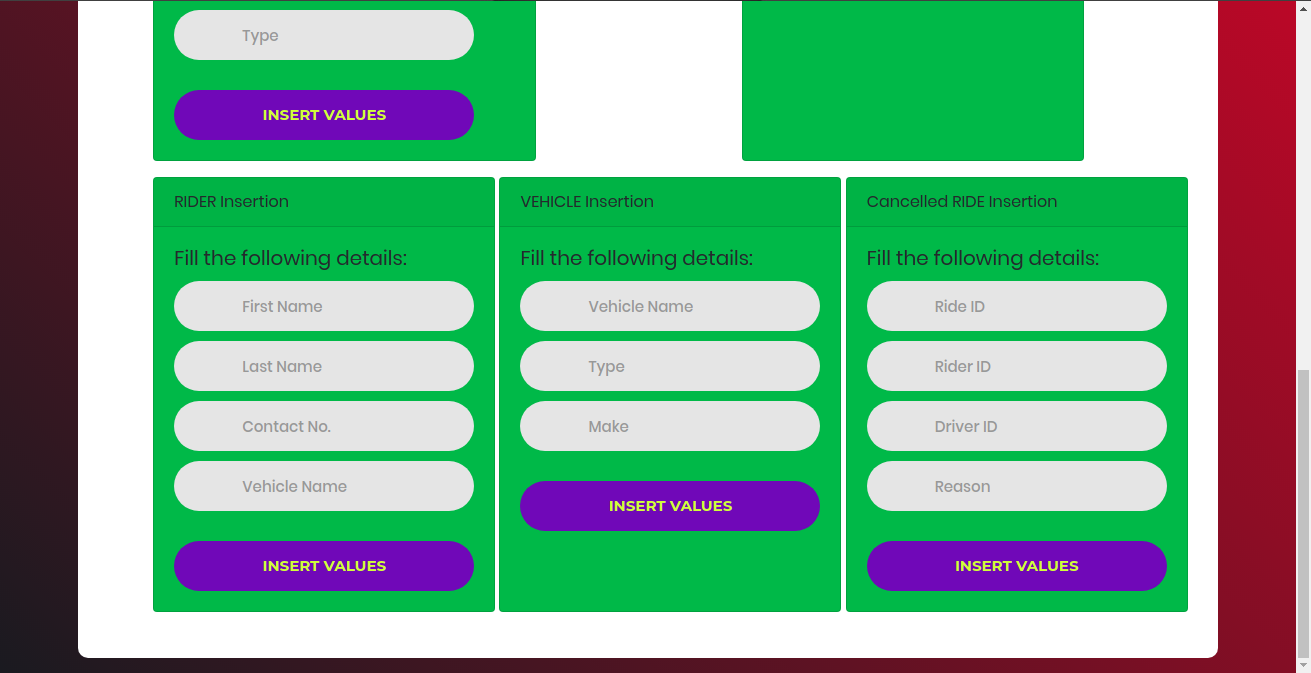 Type
INSERT VALUES
RIDER Insertion
Fill the following details:
First Name
Last Name
Contact No.
Vehicle Name
INSERT VALUES
VEHICLE Insertion
Fill the following details:
Vehicle Name
Type
Make
INSERT VALUES
Cancelled RIDE Insertion
Fill the following details:
Ride ID
Rider ID
Driver ID
Reason
INSERT VALUES